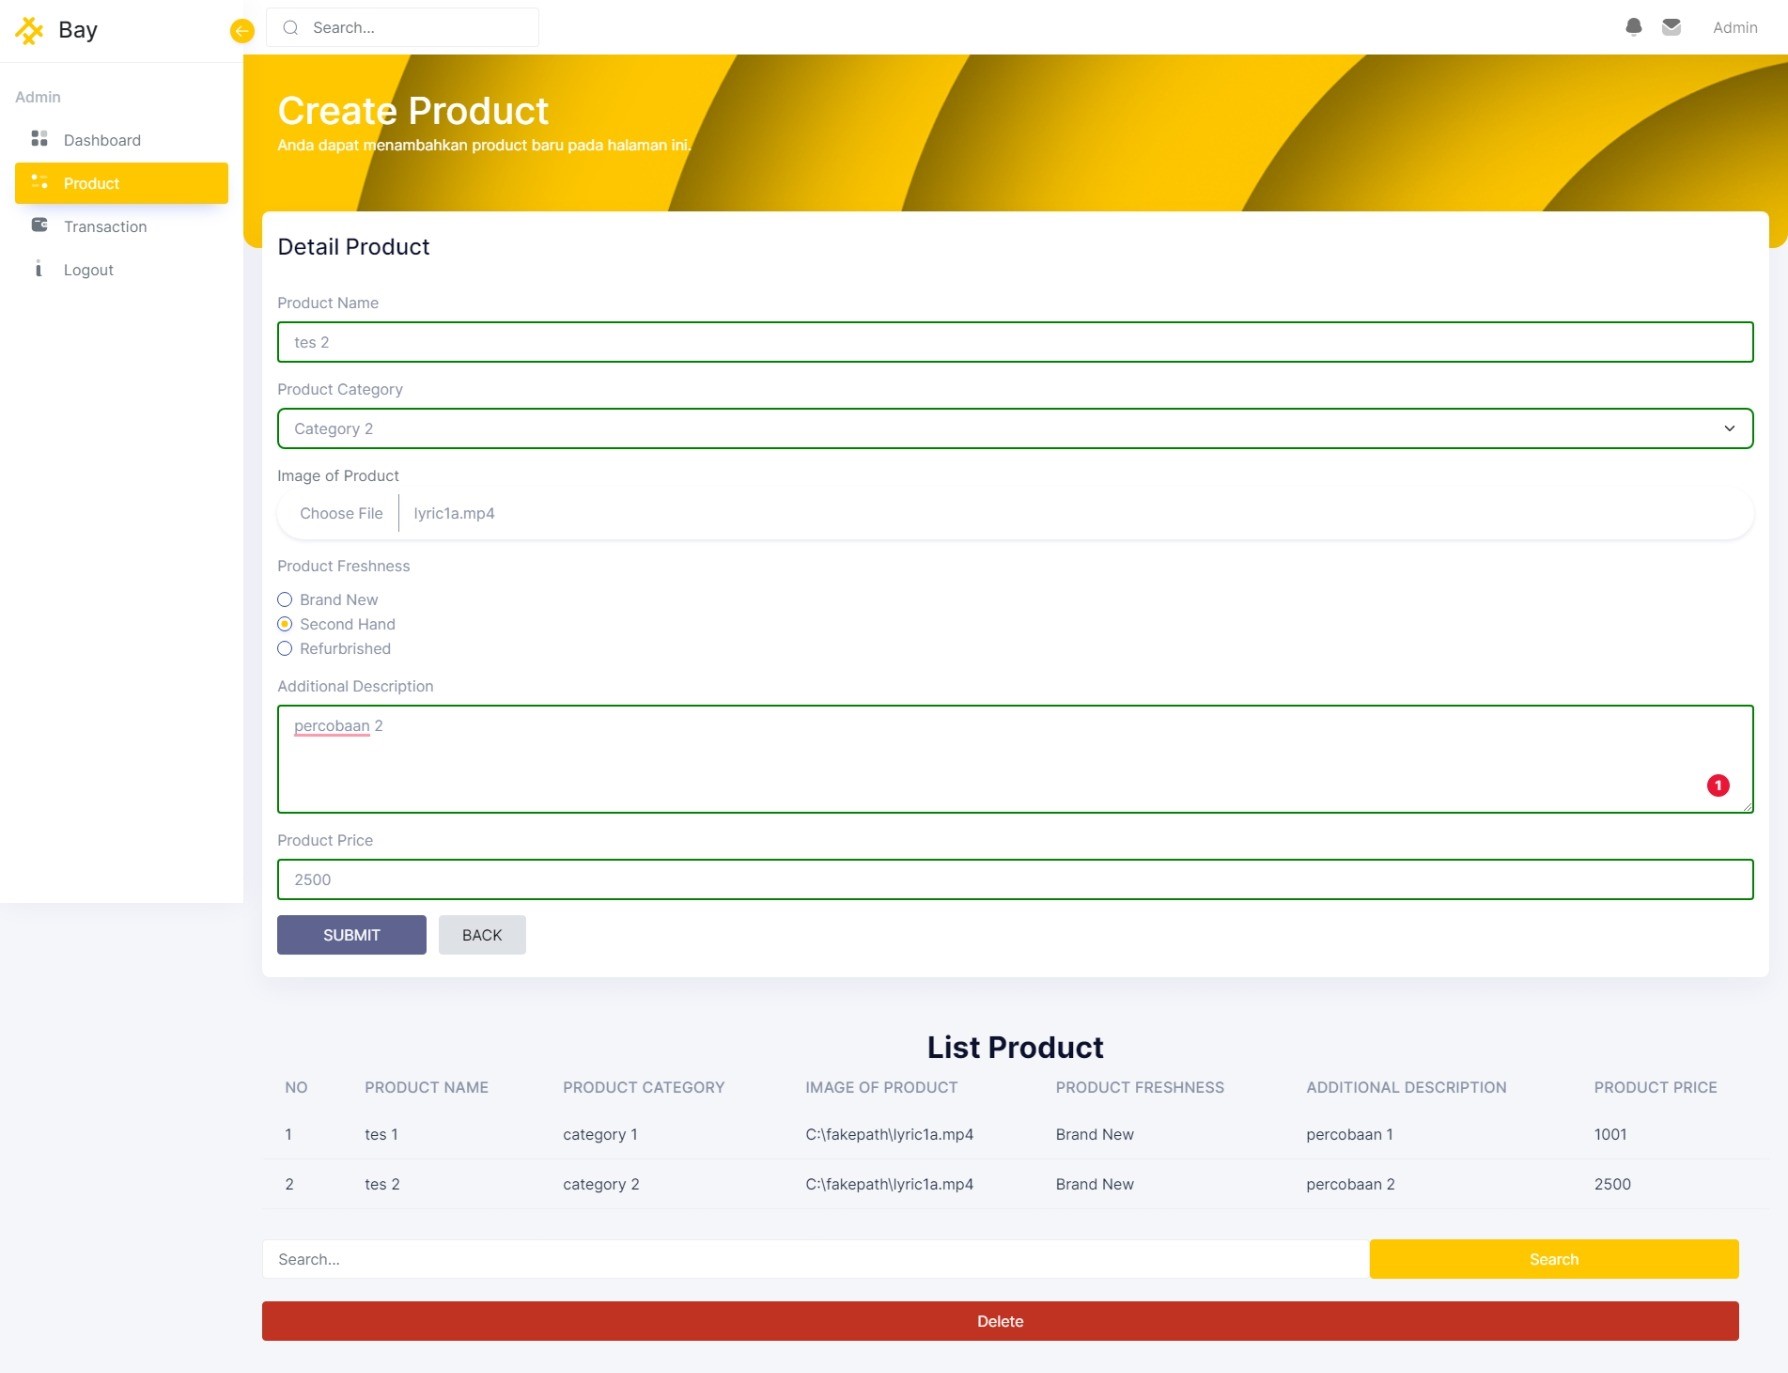 Bay
Search...
Admin
Admin
Dashboard
Product
Transaction
Logout
Create Product
Anda dapat menambahkan product baru pada halaman ini.
Detail Product
Product Name
tes 2
Product Category
Category 2
Image of Product
Choose File lyric1a.mp4
Product Freshness
Brand New
Second Hand
Refurbrished
Additional Description
percobaan 2
1
Product Price
2500
SUBMIT BACK
List Product
NO PRODUCT NAME PRODUCT CATEGORY IMAGE OF PRODUCT PRODUCT FRESHNESS ADDITIONAL DESCRIPTION PRODUCT PRICE
1 tes 1 category 1 C:\fakepath\lyric1a.mp4 Brand New percobaan 1 1001
2 tes 2 category 2 C:\fakepath\lyric1a.mp4 Brand New percobaan 2 2500
Search... Search
Delete